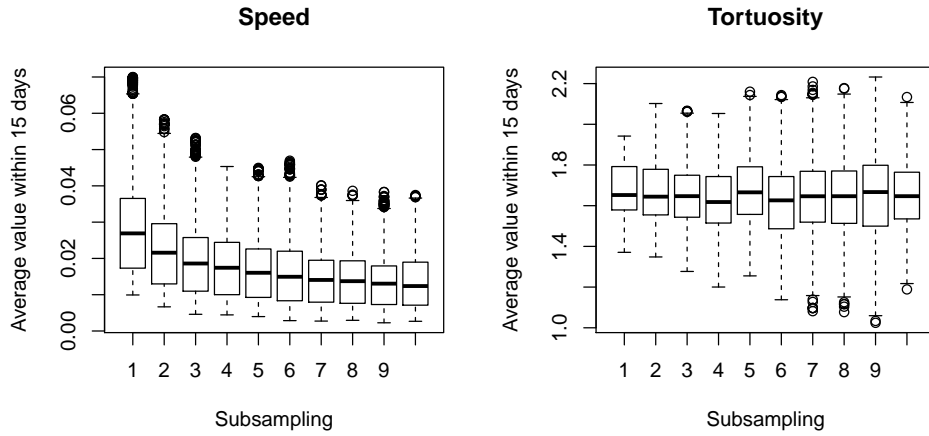 Speed
Average value within 15 days
0.00 0.02 0.04 0.06
1 2 3 4 5 6 7 8 9
Subsampling
Tortuosity
Average value within 15 days
1.0 1.4 1.8 2.2
1 2 3 4 5 6 7 8 9
Subsampling